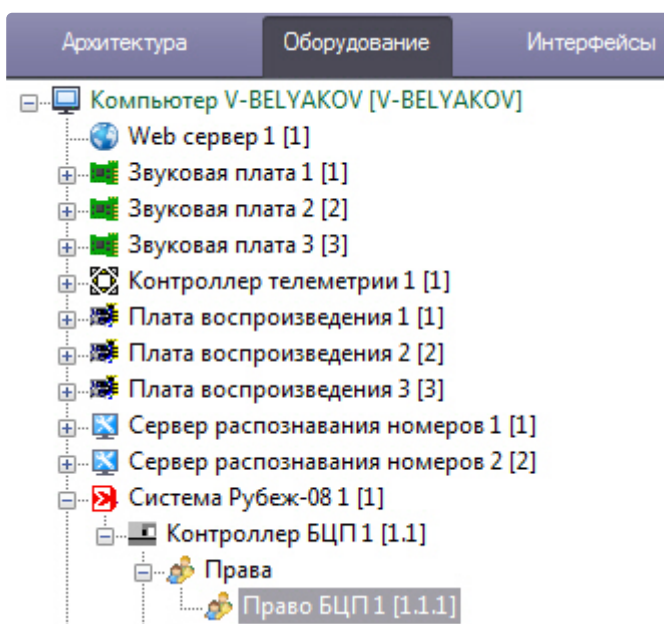 Архитектура Оборудование Интерфейсы
Компьютер V-BELYAKOV [V-BELYAKOV]
Web сервер 1 [1]
Звуковая плата 1 [1]
Звуковая плата 2 [2]
Звуковая плата 3 [3]
Контроллер телеметрии 1 [1]
Плата воспроизведения 1 [1]
Плата воспроизведения 2 [2]
Плата воспроизведения 3 [3]
Сервер распознавания номеров 1 [1]
Сервер распознавания номеров 2 [2]
Система Рубеж-08 1 [1]
Контроллер БЦП 1 [1.1]
Права
Право БЦП 1 [1.1.1]